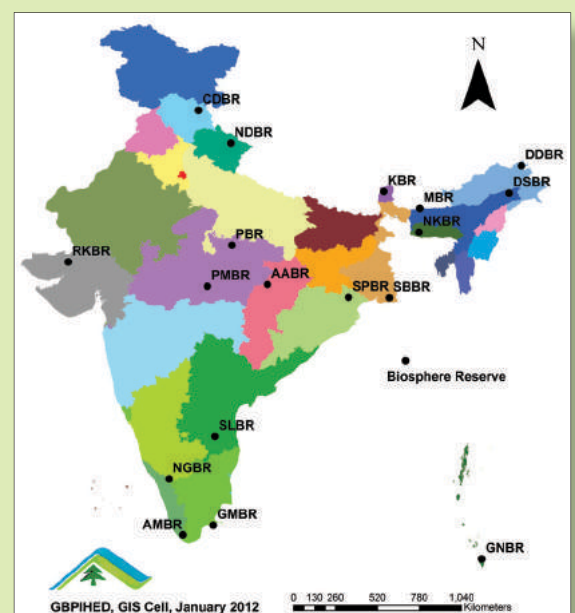 N
CDBR
NDBR
DDBR
KBR
DSBR
MBR
NKBR
PBR
RKBR
PMBR
AABR
SPBR
SBBR
Biosphere Reserve
SLBR
NGBR
GMBR
AMBR
GNBR
0 130 260 520 780 1,040
Kilometers
GBPIHED, GIS Cell, January 2012